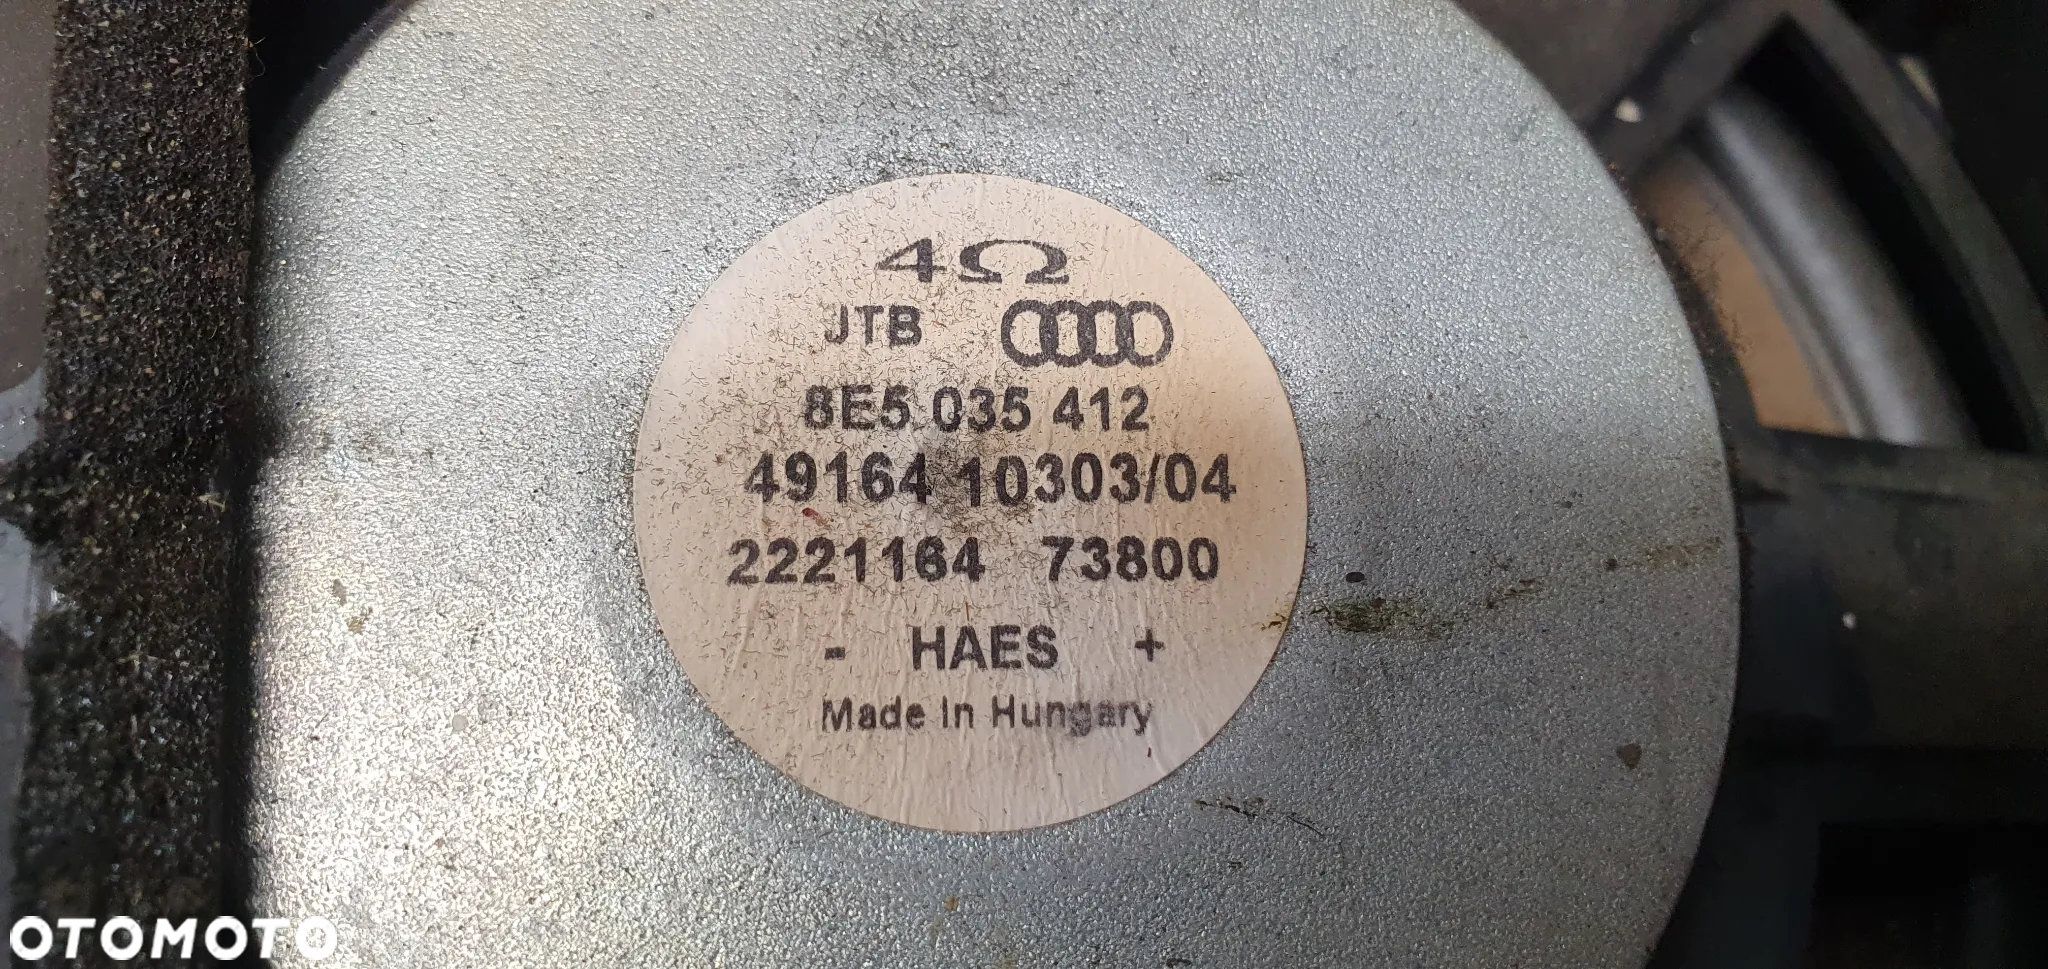 4Ω
JTB
8E5 035 412
49164 10303/04
2221164 73800
- HAES +
Made In Hungary
OTOMOTO